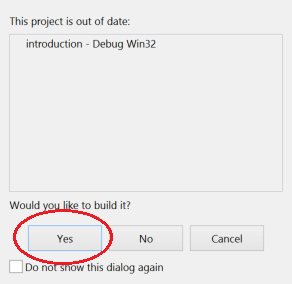 This project is out of date:
introduction - Debug Win32
Would you like to build it?
Yes No Cancel
Do not show this dialog again